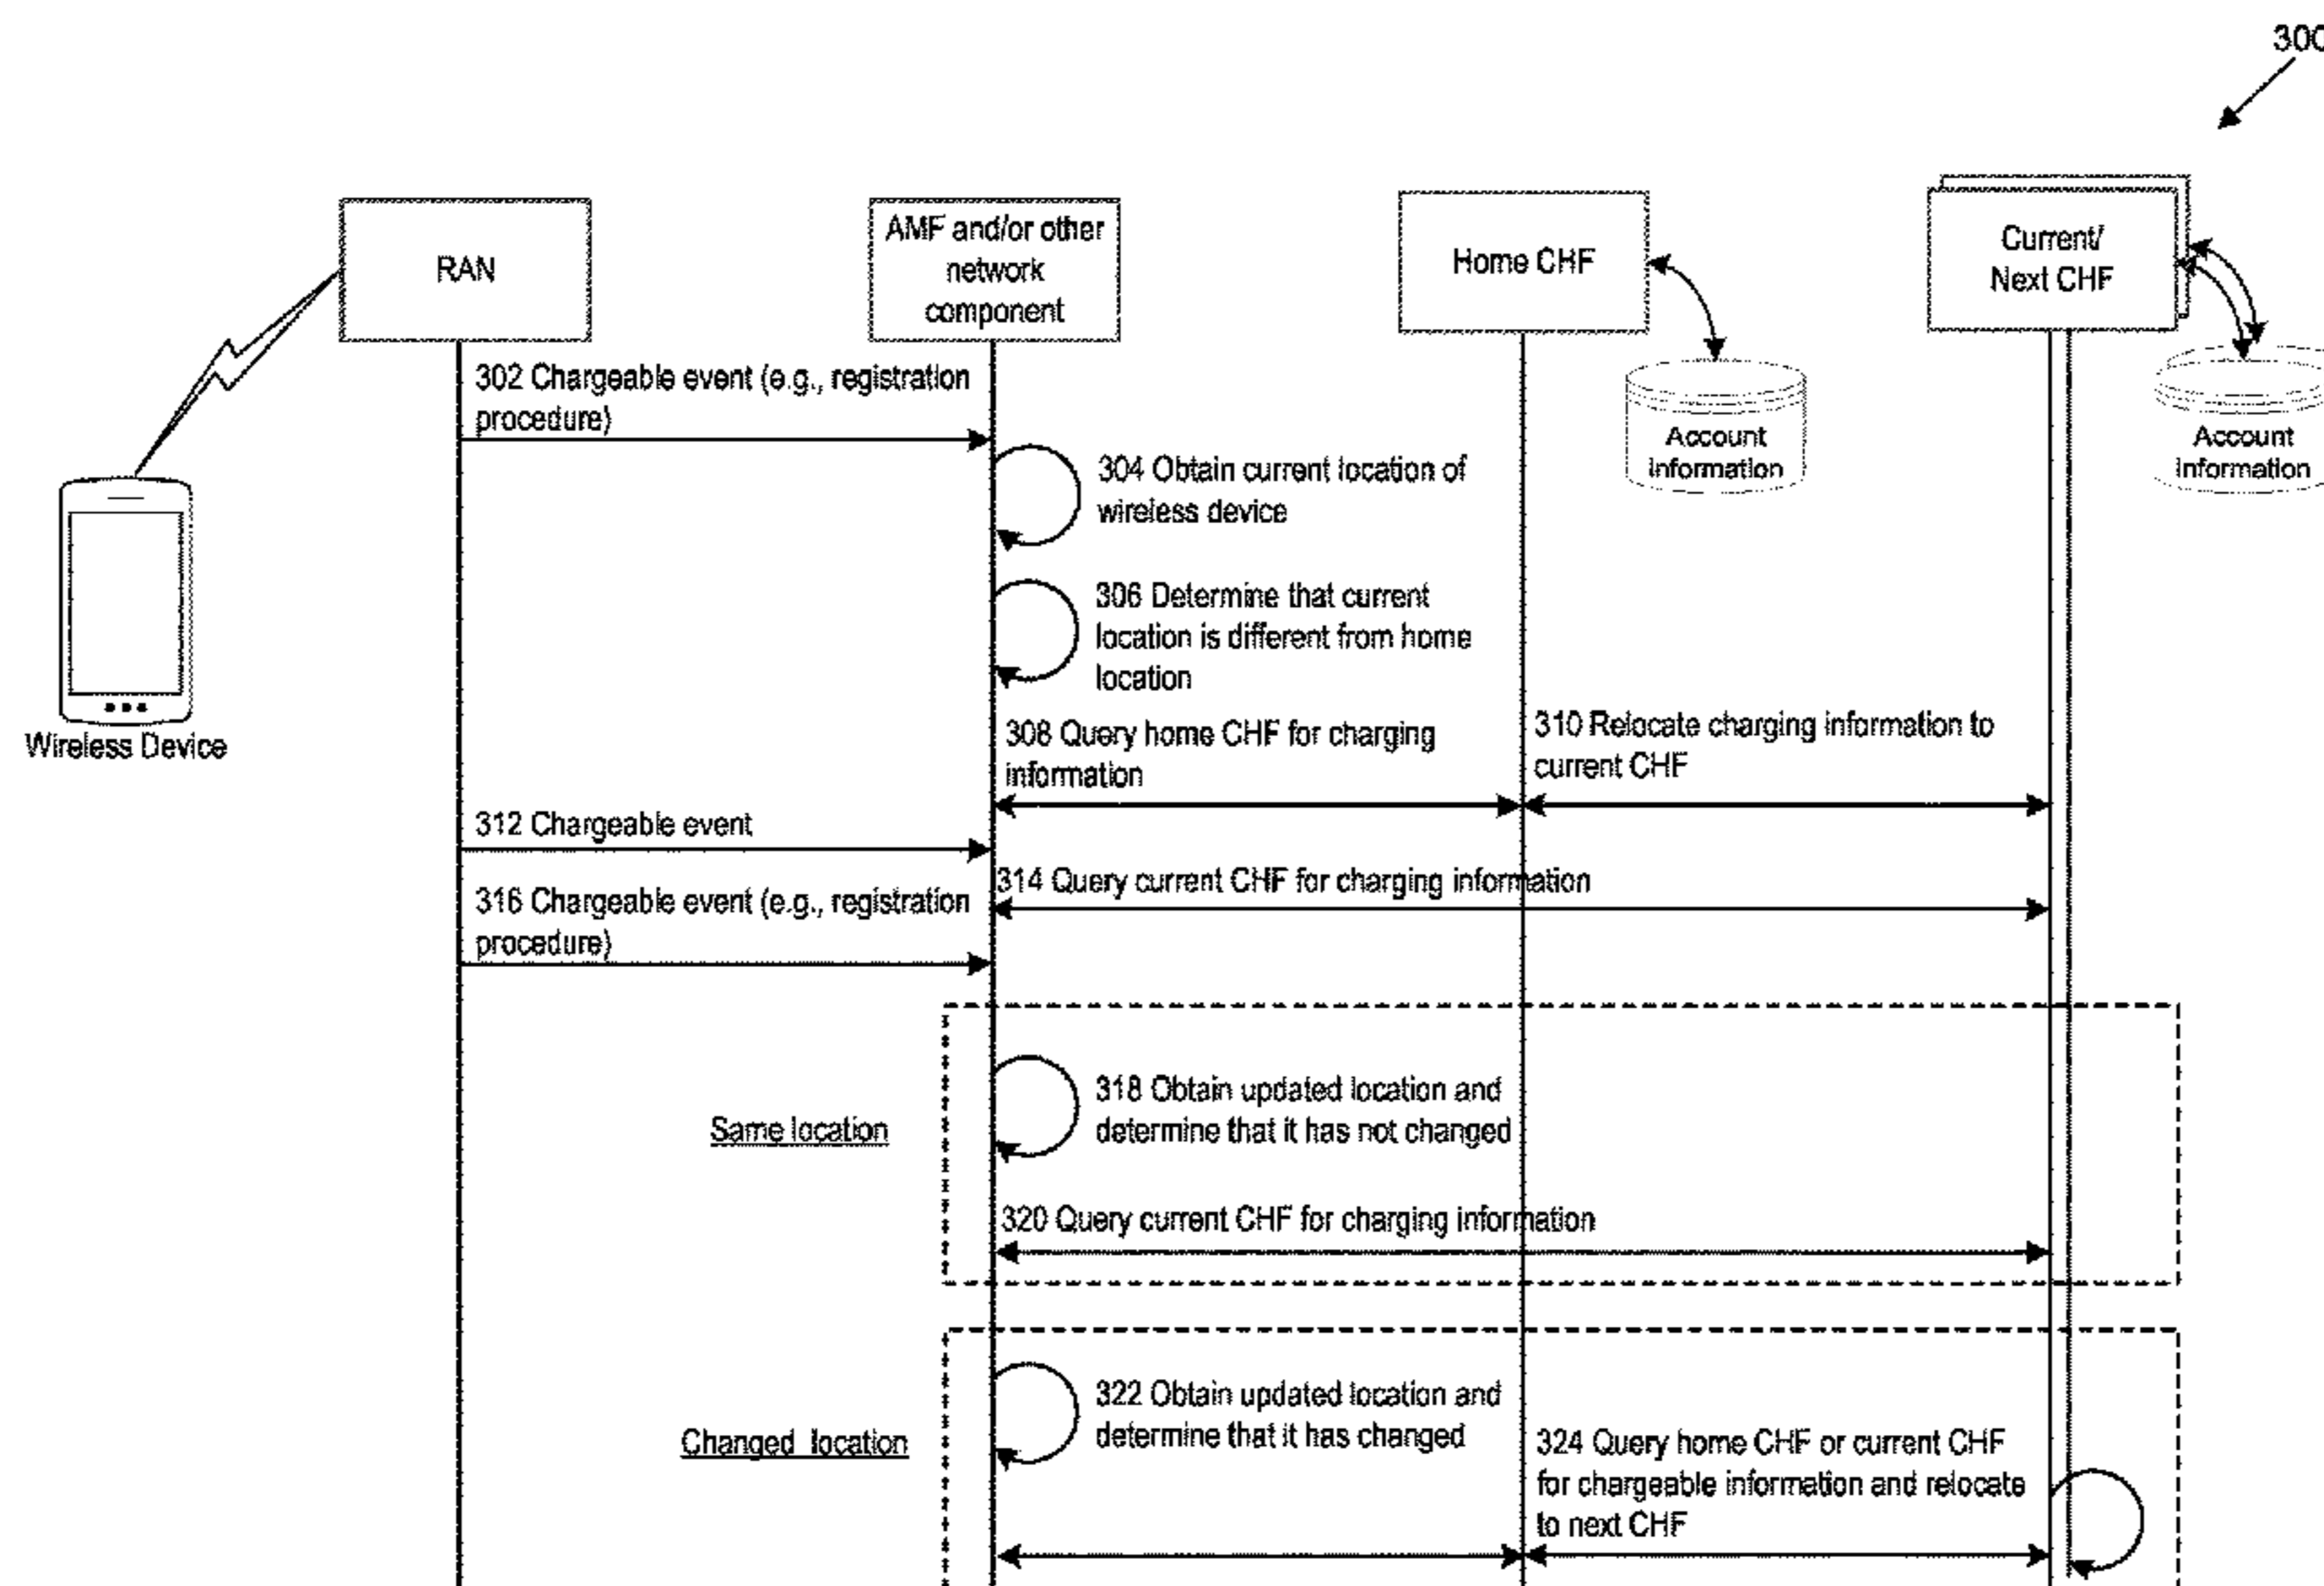 300
RAN
AMF and/or other
network
component
Home CHF
Current/
Next CHF
302 Chargeable event (e.g., registration
procedure)
Account
information
Account
information
304 Obtain current location of
wireless device
306 Determine that current
location is different from home
location
Wireless Device
308 Query home CHF for charging
information
310 Relocate charging information to
current CHF
312 Chargeable event
314 Query current CHF for charging information
316 Chargeable event (e.g., registration
procedure)
Same location
318 Obtain updated location and
determine that it has not changed
320 Query current CHF for charging information
Changed location
322 Obtain updated location and
determine that it has changed
324 Query home CHF or current CHF
for chargeable information and relocate
to next CHF